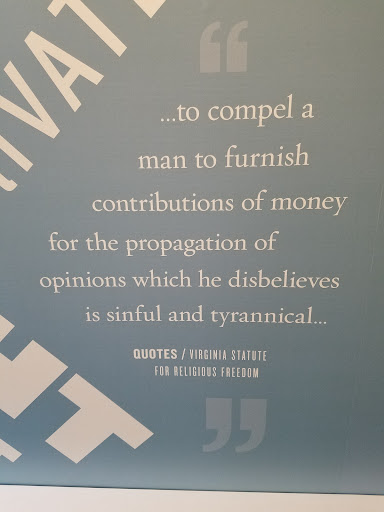 “
...to compel a
man to furnish
contributions of money
for the propagation of
opinions which he disbelieves
is sinful and tyrannical...
QUOTES / VIRGINIA STATUTE
FOR RELIGIOUS FREEDOM
”